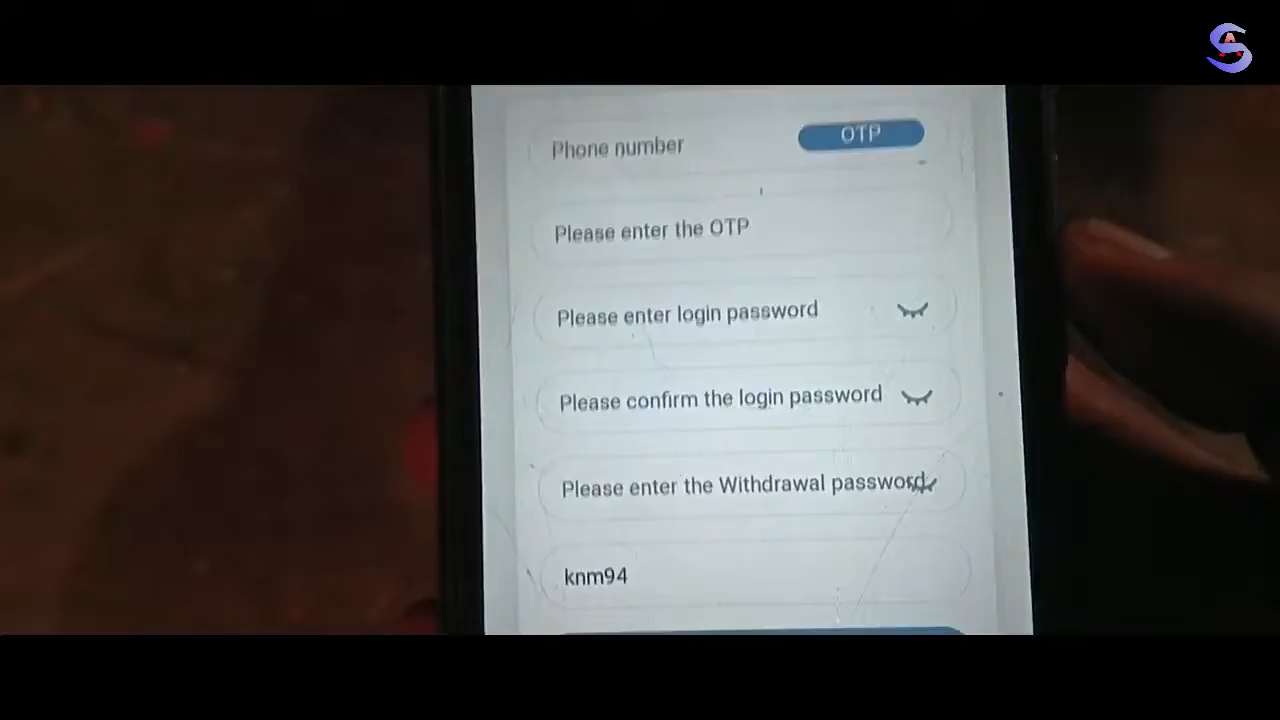 Phone number
OTP
Please enter the OTP
Please enter login password
Please confirm the login password
Please enter the Withdrawal password
knm94